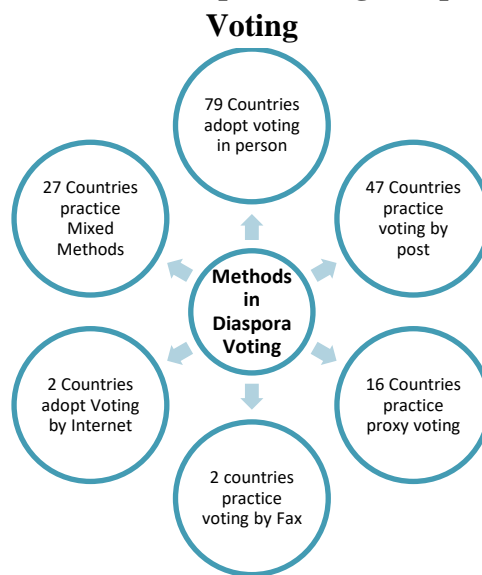 Voting
79 Countries
adopt voting
in person
47 Countries
practice
voting by
post
16 Countries
practice
proxy voting
2 countries
practice
voting by Fax
2 Countries
adopt Voting
by Internet
27 Countries
practice
Mixed
Methods
Methods
in
Diaspora
Voting